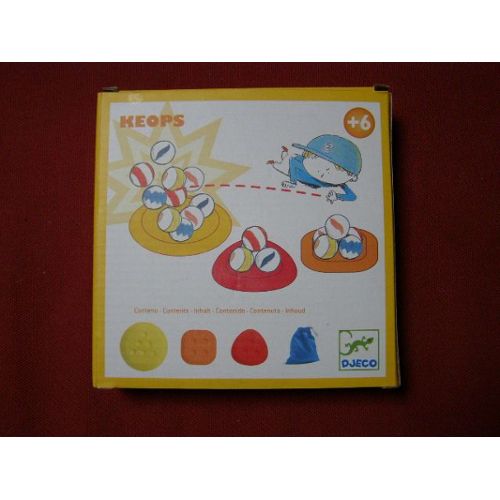 KEOPS
+6
Contenu - Contents - Inhalt - Contenido - Contenuto - Inhoud
DJECO